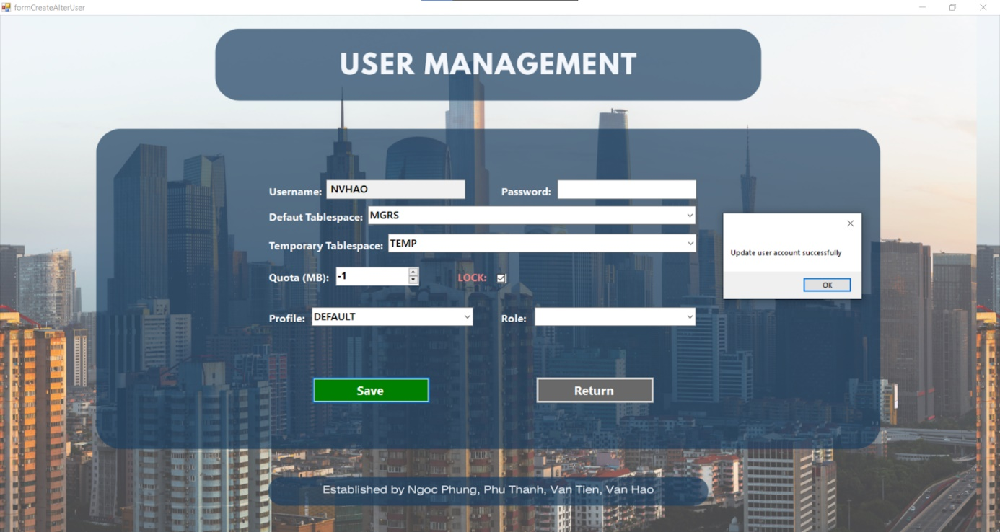 formCreateAlterUser
USER MANAGEMENT
Username: NVHAO
Password:
Defaut Tablespace: MGRS
Temporary Tablespace: TEMP
Quota (MB): -1
LOCK:
Profile: DEFAULT
Role:
Update user account successfully
OK
Save
Return
Established by Ngoc Phung, Phu Thanh, Van Tien, Van Hao